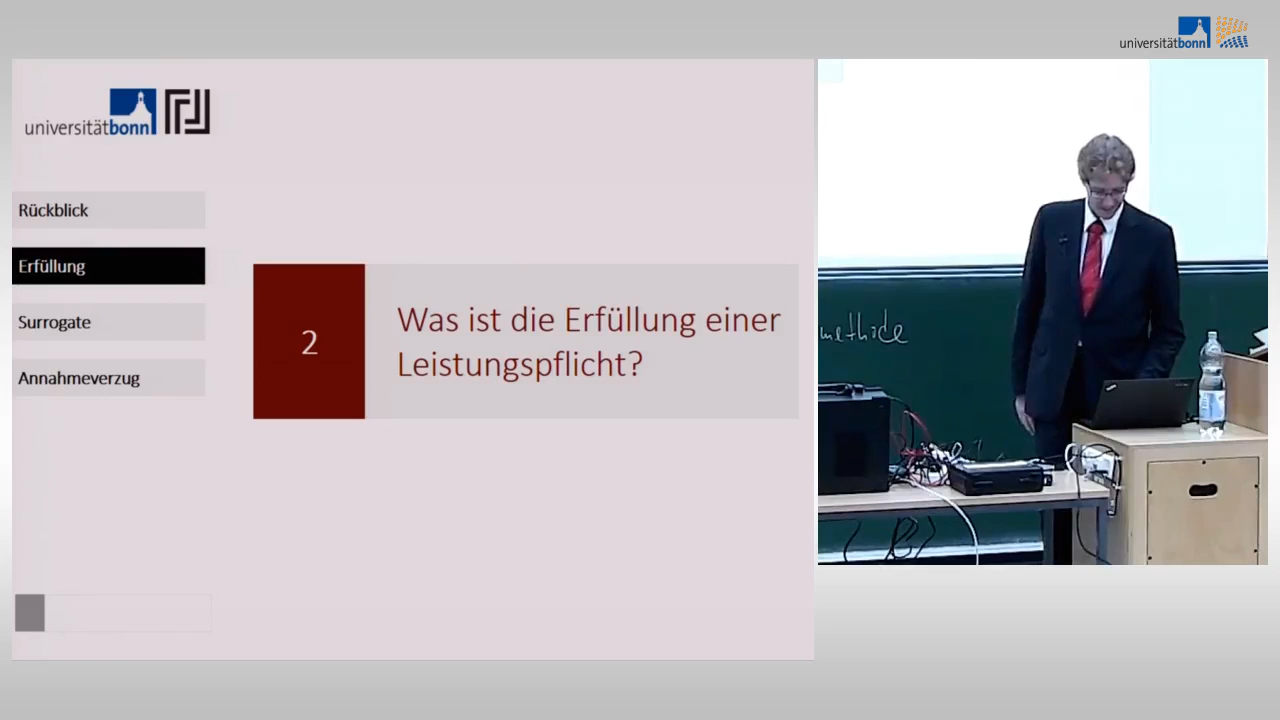 universitätbonn
universitätbonn
Rückblick
Erfüllung
Surrogate
Annahmeverzug
2
Was ist die Erfüllung einer
Leistungspflicht?
methode